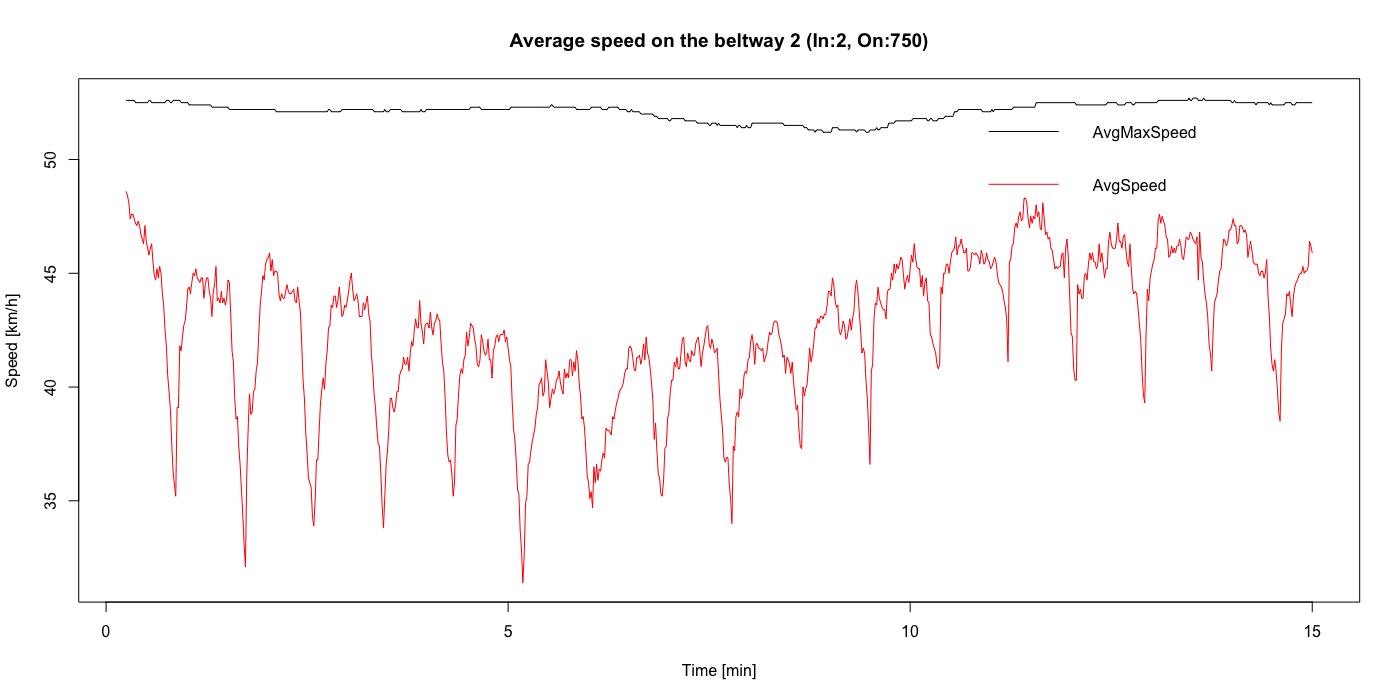 Average speed on the beltway 2 (In:2, On:750)
AvgMaxSpeed
AvgSpeed
Speed [km/h]
50
45
40
35
0 5 10 15
Time [min]